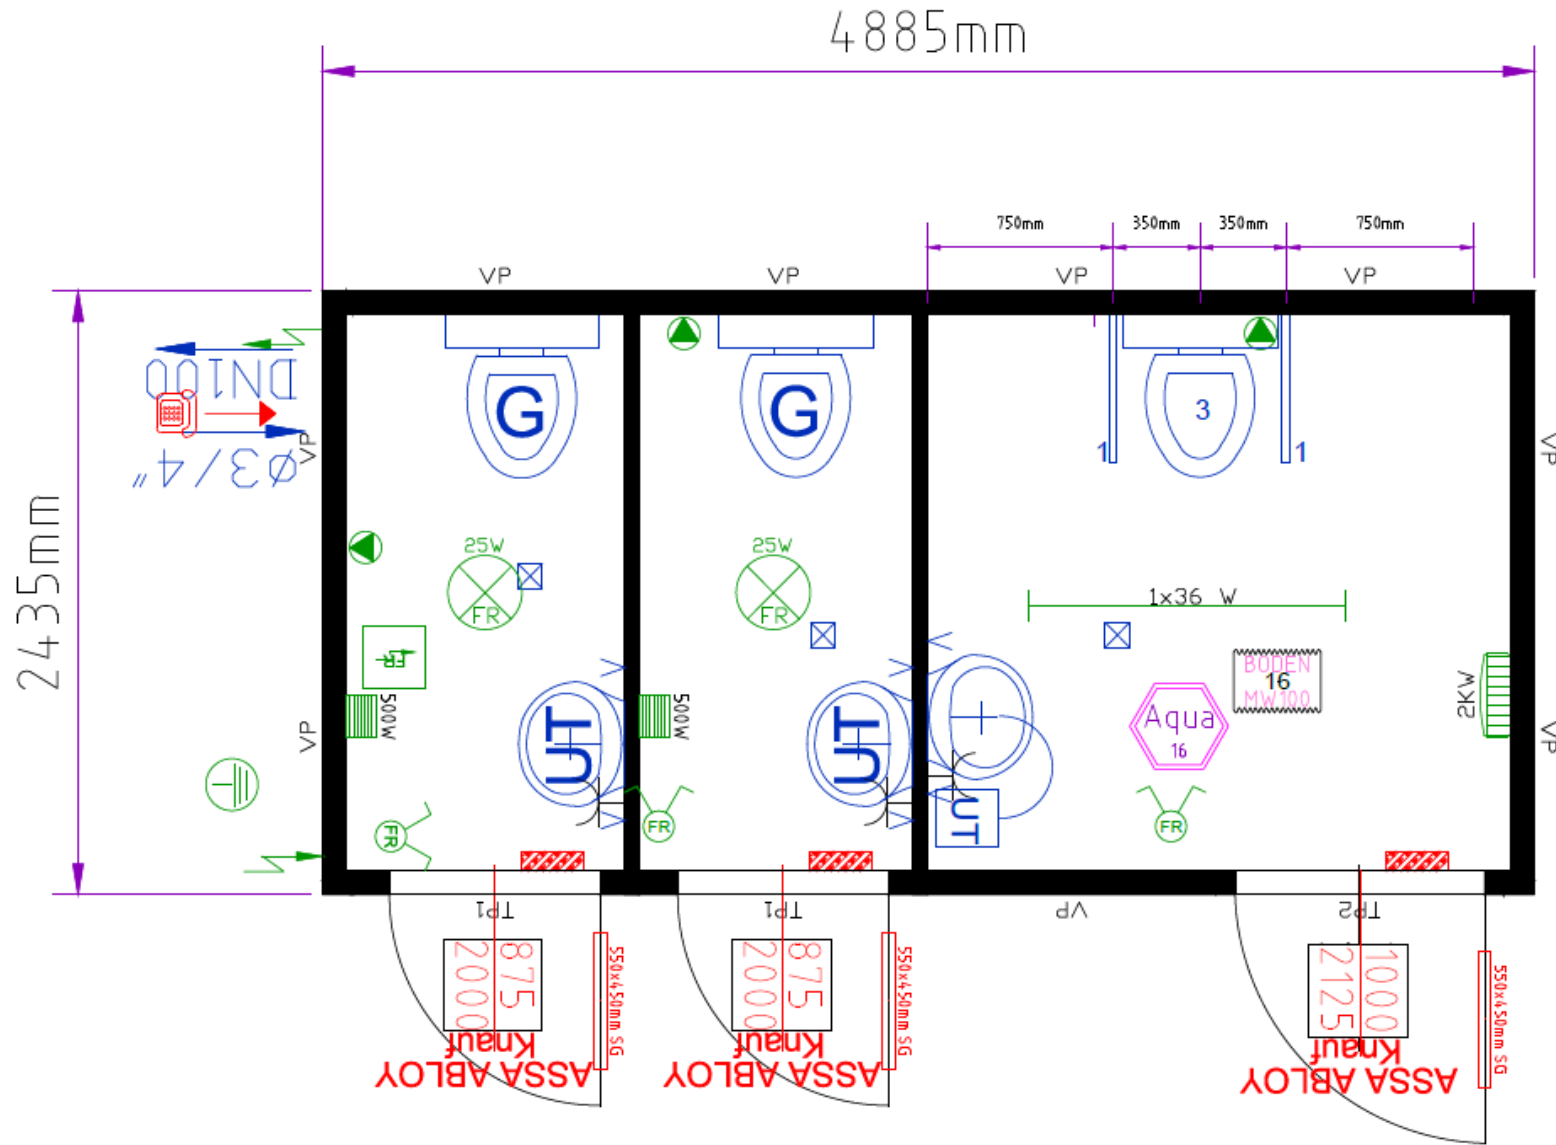 4885mm
750mm
350mm
350mm
750mm
VP
VP
VP
VP
DN100
Ø3/4"
VP
VP
VP
VP
2435mm
G
G
3
1
1
25W
FR
25W
FR
1x36 W
FR
500W
500W
BODEN
16
MW100
Aqua
16
2KW
UT
UT
UT
V
V
V
V
V
V
FR
FR
FR
TP1
TP1
VP
TP2
875
2000
875
2000
1000
2125
550x450mm SG
550x450mm SG
550x450mm SG
Knauf
ASSA ABLOY
Knauf
ASSA ABLOY
Knauf
ASSA ABLOY